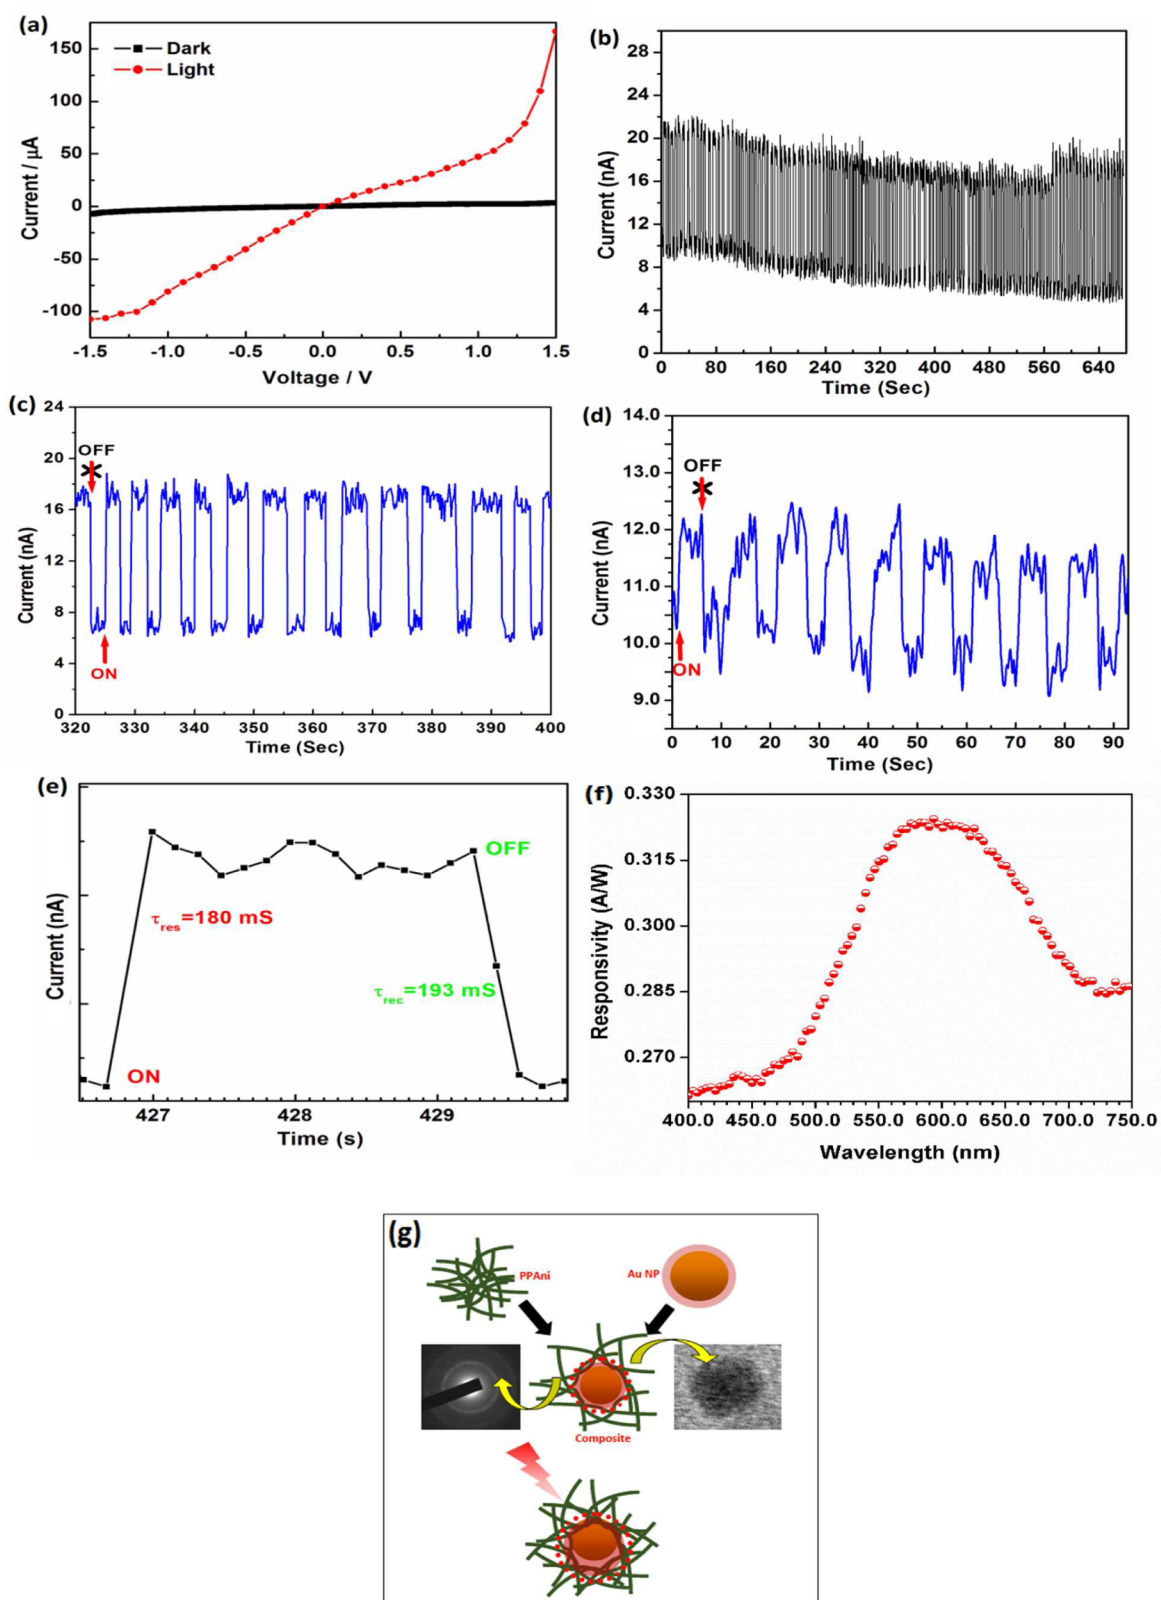 (a)
Dark
Light
150
100
50
0
-50
-100
Current / µA
-1.5
-1.0
-0.5
0.0
0.5
1.0
1.5
Voltage / V
(b)
28
24
20
16
12
8
4
0
Current (nA)
0
80
160
240
320
400
480
560
640
Time (Sec)
(c)
24
20
16
12
8
4
0
Current (nA)
OFF
ON
320
330
340
350
360
370
380
390
400
Time (Sec)
(d)
14.0
13.0
12.0
11.0
10.0
9.0
Current (nA)
OFF
ON
0
10
20
30
40
50
60
70
80
90
Time (Sec)
(e)
Current (nA)
OFF
τres=180 mS
τrec=193 mS
ON
427
428
429
Time (s)
(f)
0.330
0.315
0.300
0.285
0.270
Responsivity (A/W)
400.0
500.0
550.0
600.0
700.0
750.0
Wavelength (nm)
(g)
PPAni
Au NP
Composite